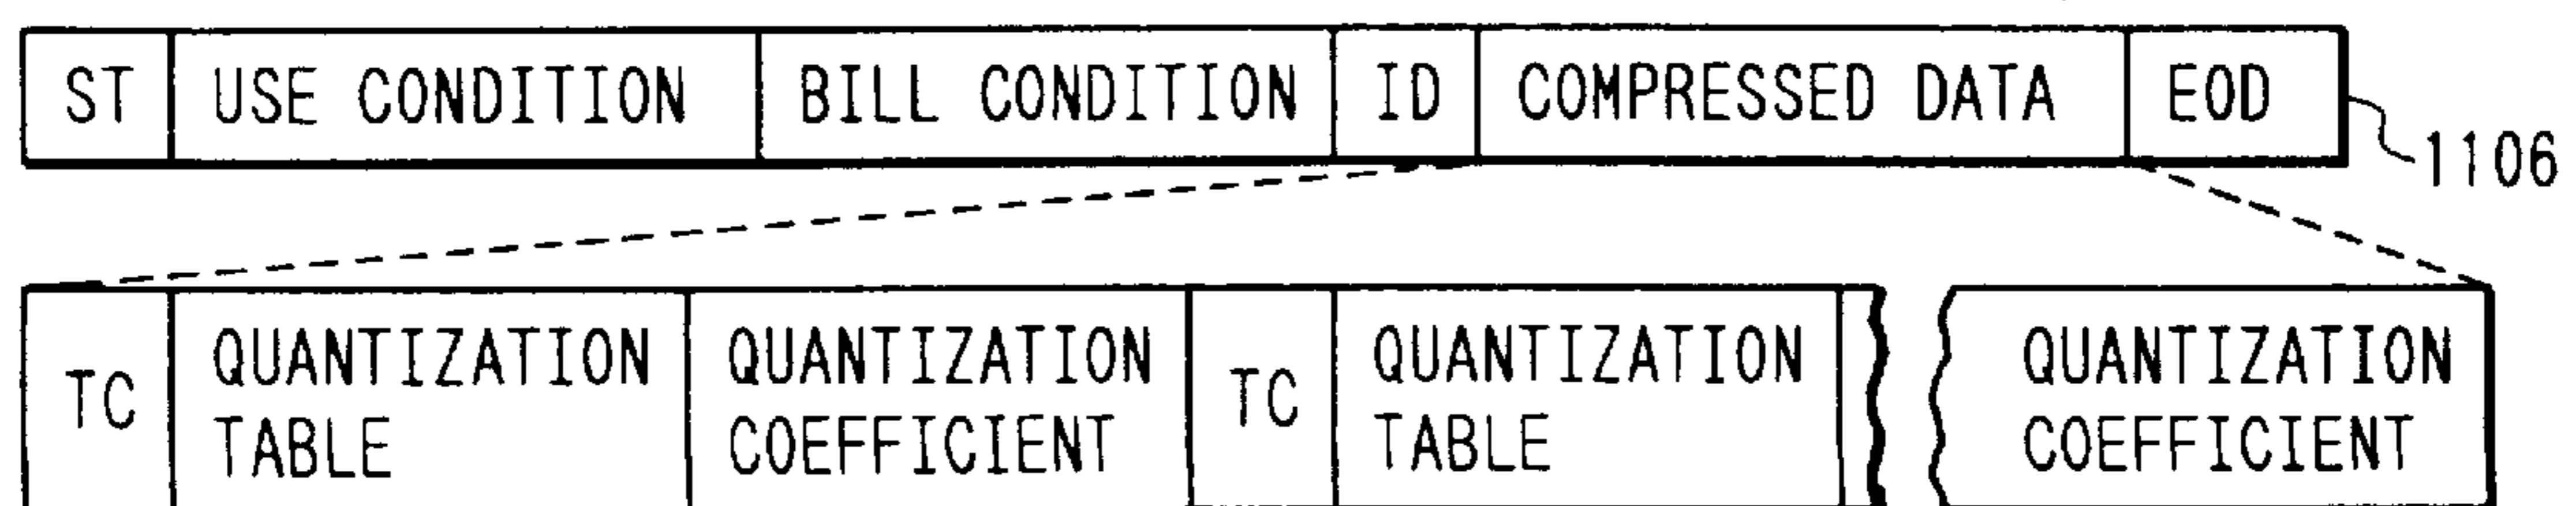 ST USE CONDITION BILL CONDITION ID COMPRESSED DATA EOD
1106
TC QUANTIZATION TABLE QUANTIZATION COEFFICIENT TC QUANTIZATION TABLE QUANTIZATION COEFFICIENT